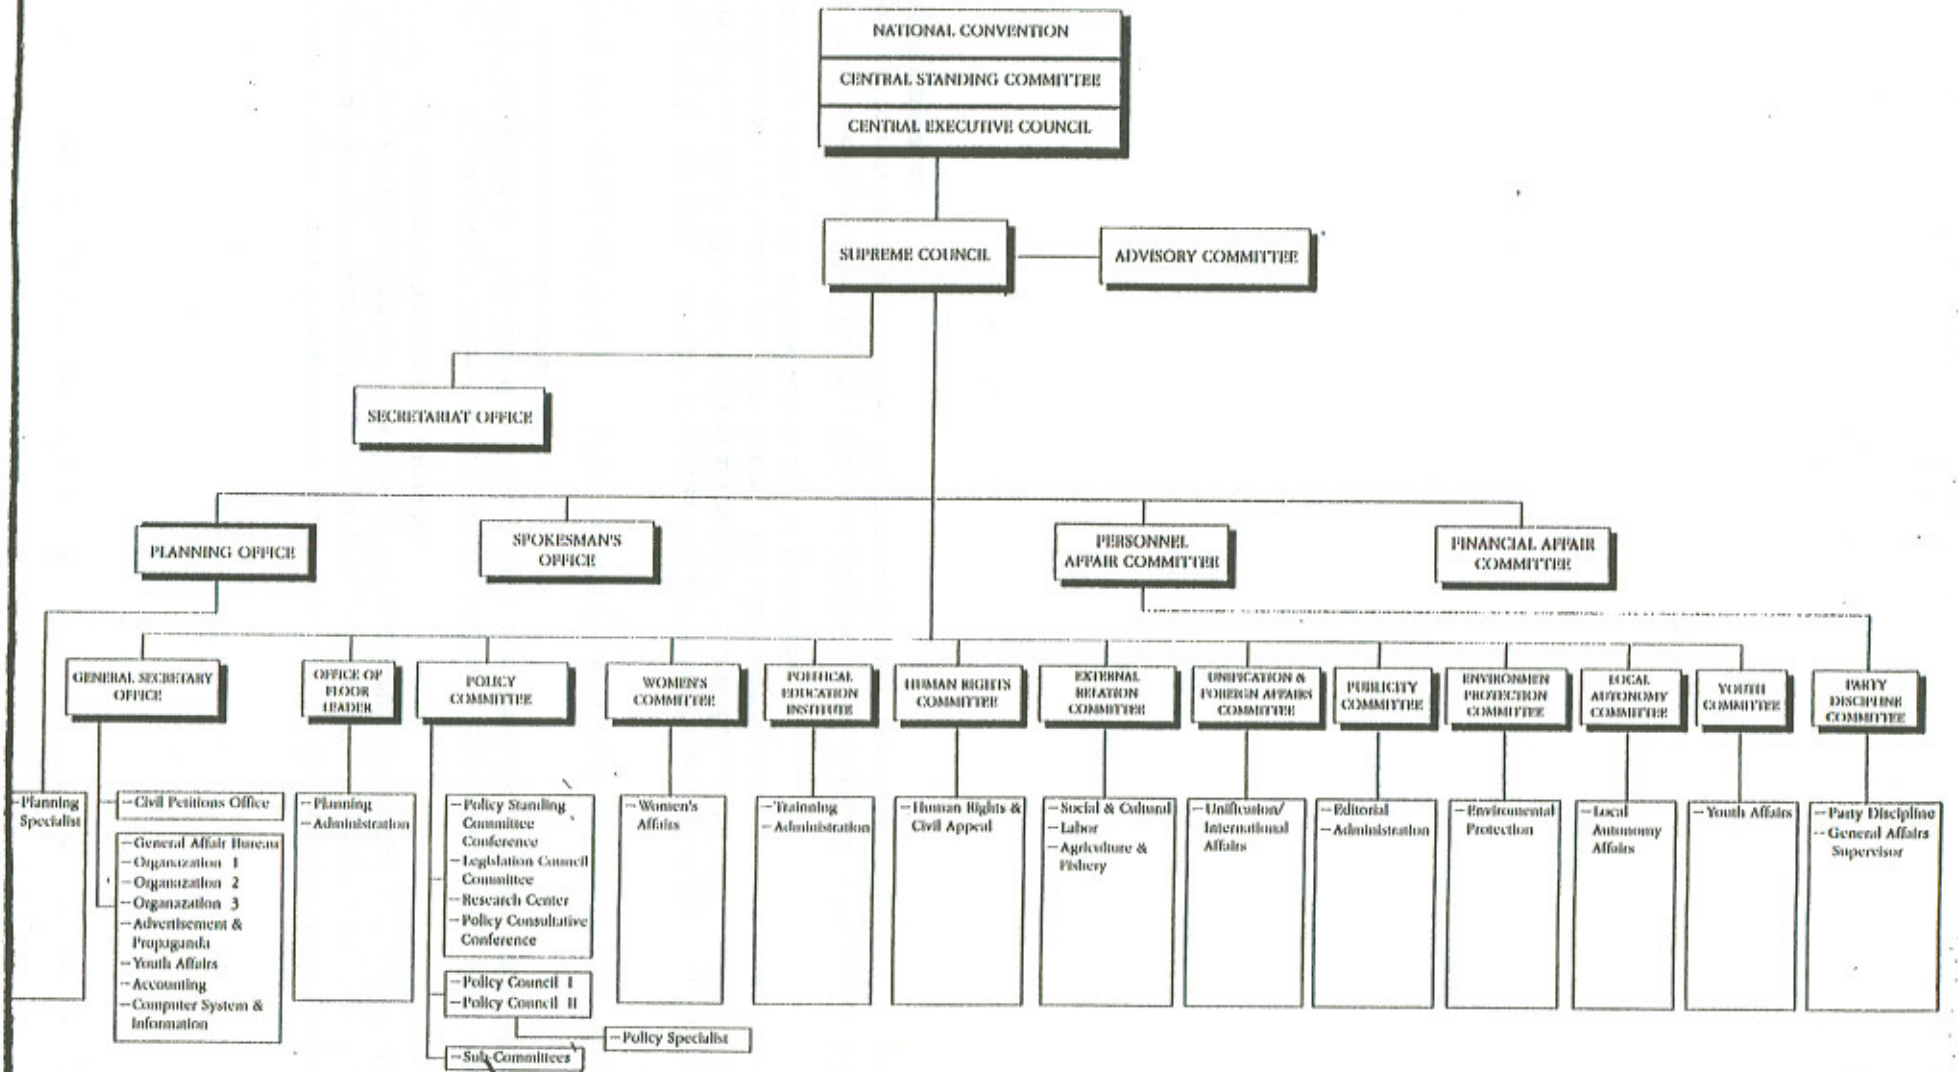 NATIONAL CONVENTION
CENTRAL STANDING COMMITTEE
CENTRAL EXECUTIVE COUNCIL
SUPREME COUNCIL
ADVISORY COMMITTEE
SECRETARIAT OFFICE
PLANNING OFFICE
SPOKESMAN'S
OFFICE
PERSONNEL
AFFAIR COMMITTEE
FINANCIAL AFFAIR
COMMITTEE
GENERAL SECRETARY
OFFICE
OFFICE OF
FLOOR
LEADER
POLICY
COMMITTEE
WOMEN'S
COMMITTEE
POLITICAL
EDUCATION
INSTITUTE
HUMAN RIGHTS
COMMITTEE
EXTERNAL
RELATION
COMMITTEE
UNIFICATION &
FOREIGN AFFAIRS
COMMITTEE
PUBLICITY
COMMITTEE
ENVIRONMEN
PROTECTION
COMMITTEE
LOCAL
AUTONOMY
COMMITTEE
YOUTH
COMMITTEE
PARTY
DISCIPLINE
COMMITTEE
— Planning
Specialist
— Civil Petitions Office
— General Affair Bureau
— Organization 1
— Organization 2
— Organazation 3
— Advertisement &
Propaganda
— Youth Affairs
— Accounting
— Computer System &
Information
— Planning
— Administration
— Policy Standing
Committee
Conference
— Legislation Council
Committee
— Research Center
— Policy Consultative
Conference
— Policy Council I
— Policy Council II
— Policy Specialist
— Sub-Committees
— Women's
Affairs
— Training
— Administration
— Human Rights &
Civil Appeal
— Social & Cultural
— Labor
— Agriculture &
Fishery
— Unification/
International
Affairs
— Editorial
— Administration
— Enviromental
Protection
— Local
Autonomy
Affairs
— Youth Affairs
— Party Discipline
— General Affairs
Supervisor